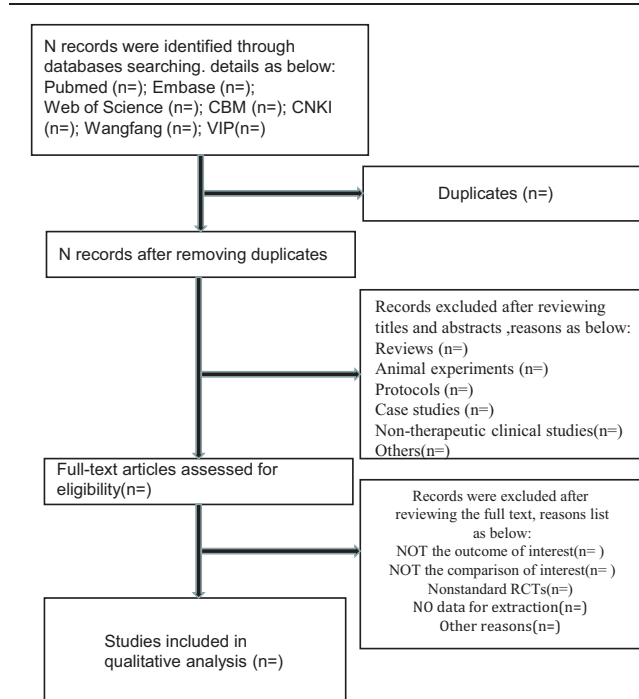 N records were identified through
databases searching. details as below:
Pubmed (n=); Embase (n=);
Web of Science (n=); CBM (n=); CNKI
(n=); Wangfang (n=); VIP(n=)
Duplicates (n=)
N records after removing duplicates
Records excluded after reviewing
titles and abstracts ,reasons as below:
Reviews (n=)
Animal experiments (n=)
Protocols (n=)
Case studies (n=)
Non-therapeutic clinical studies(n=)
Others(n=)
Full-text articles assessed for
eligibility(n=)
Records were excluded after
reviewing the full text, reasons list
as below:
NOT the outcome of interest(n= )
NOT the comparison of interest(n= )
Nonstandard RCTs(n=)
NO data for extraction(n=)
Other reasons(n=)
Studies included in
qualitative analysis (n=)